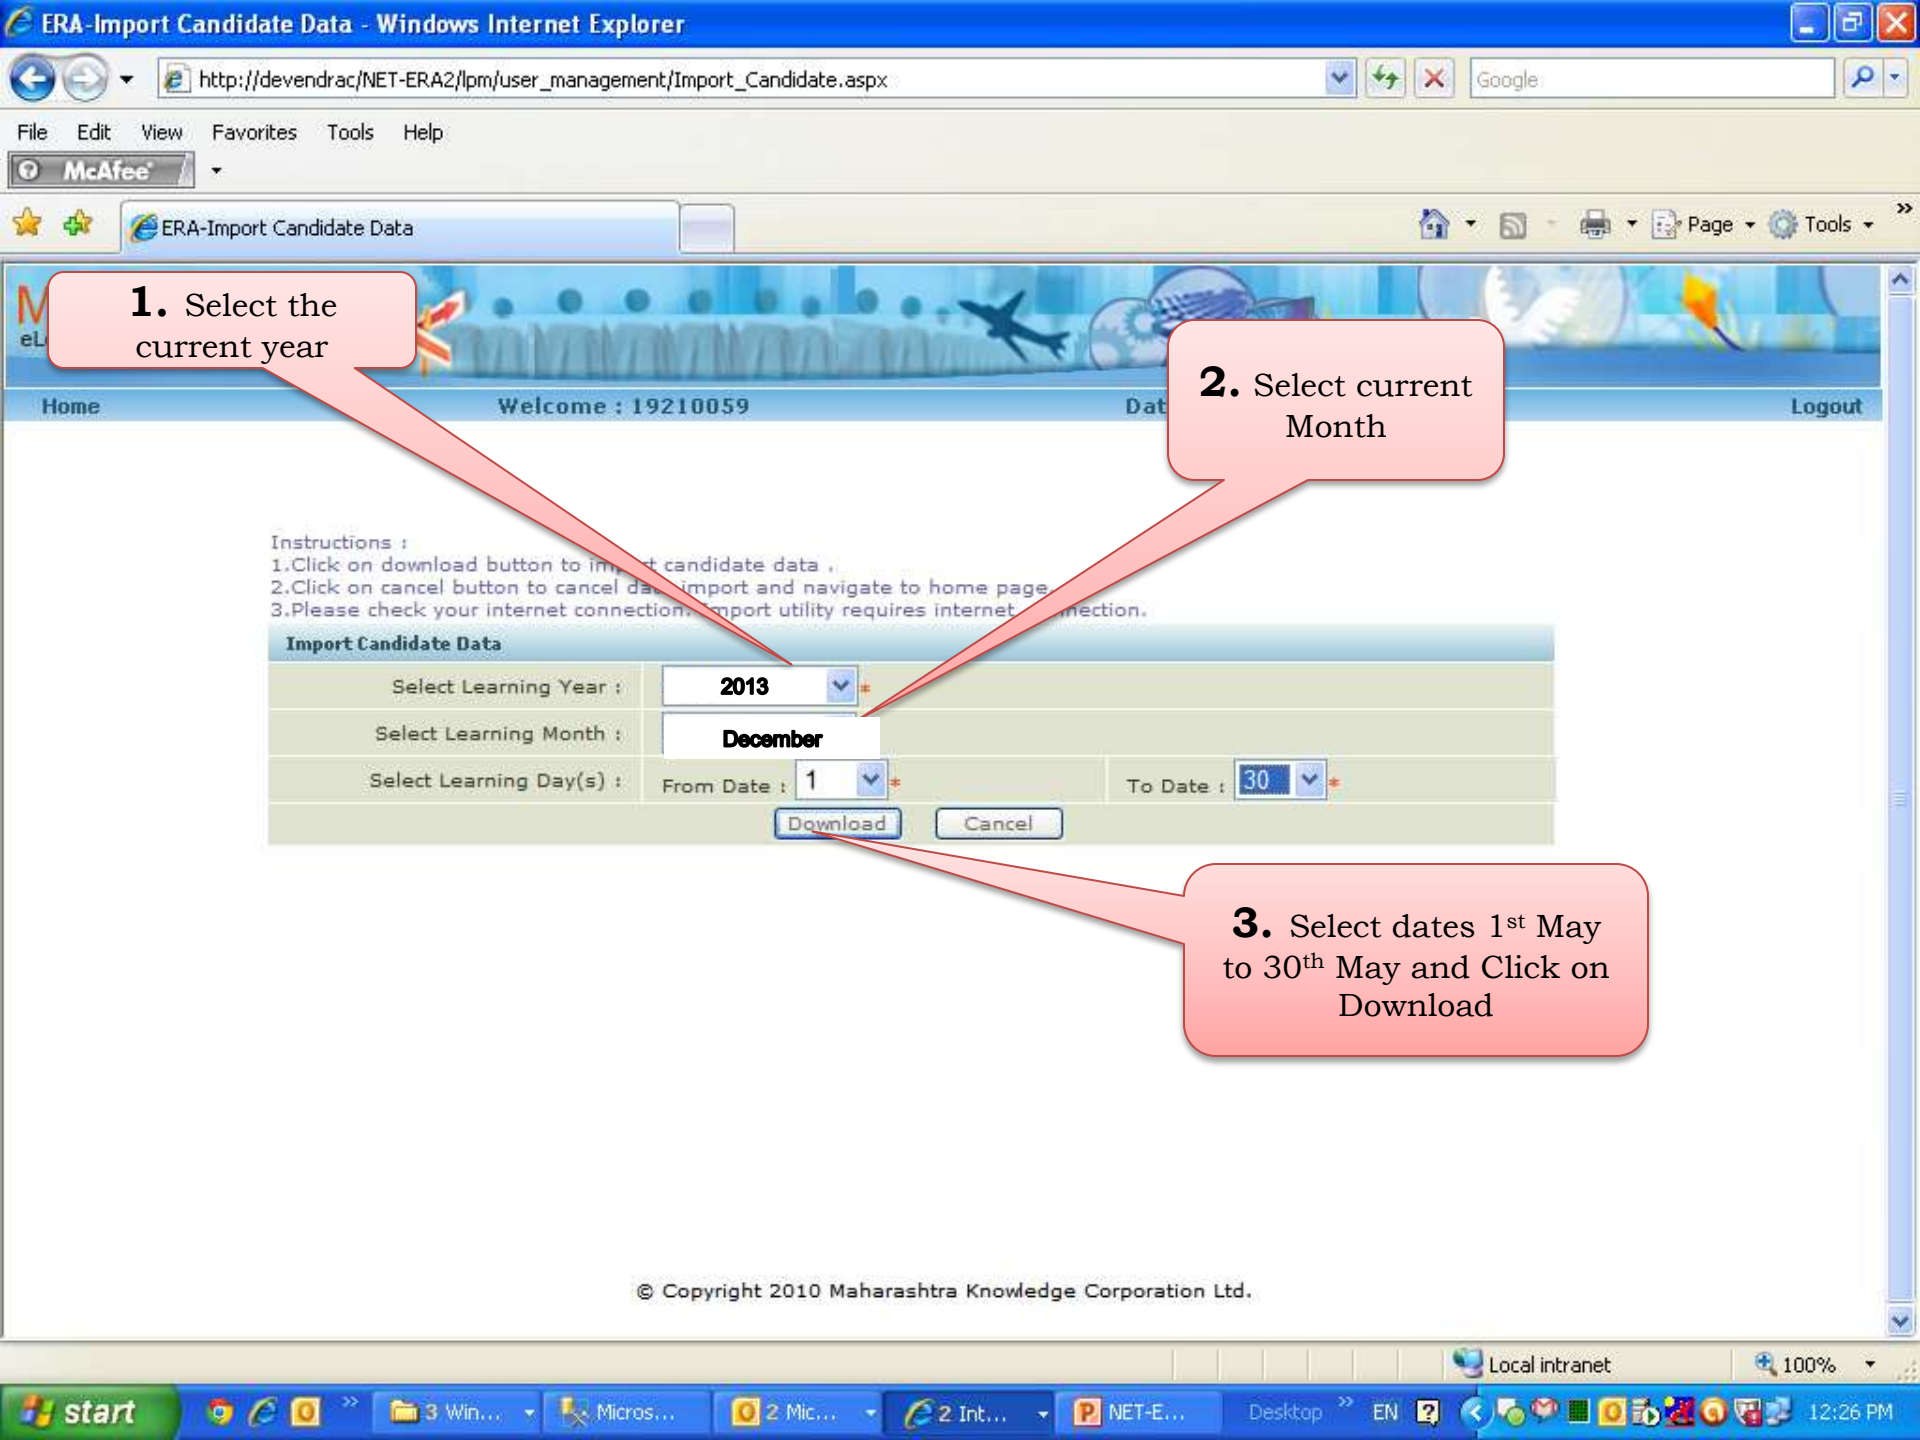 ERA-Import Candidate Data - Windows Internet Explorer
http://devendrac/NET-ERA2/lpm/user_management/Import_Candidate.aspx
Google
File Edit View Favorites Tools Help
McAfee
ERA-Import Candidate Data
Page Tools
M
eL
1. Select the
current year
2. Select current
Month
Home Welcome : 19210059 Dat Logout
Instructions :
1.Click on download button to import candidate data .
2.Click on cancel button to cancel data import and navigate to home page.
3.Please check your internet connection. Import utility requires internet connection.
Import Candidate Data
Select Learning Year : 2013 *
Select Learning Month : December
Select Learning Day(s) : From Date : 1 * To Date : 30 *
Download Cancel
3. Select dates 1st May
to 30th May and Click on
Download
© Copyright 2010 Maharashtra Knowledge Corporation Ltd.
Local intranet 100%
start 3 Win... Micros... 2 Mic... 2 Int... NET-E... Desktop EN 12:26 PM